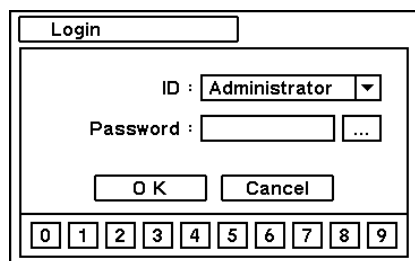 Login
ID : Administrator
Password : ...
O K Cancel
0 1 2 3 4 5 6 7 8 9